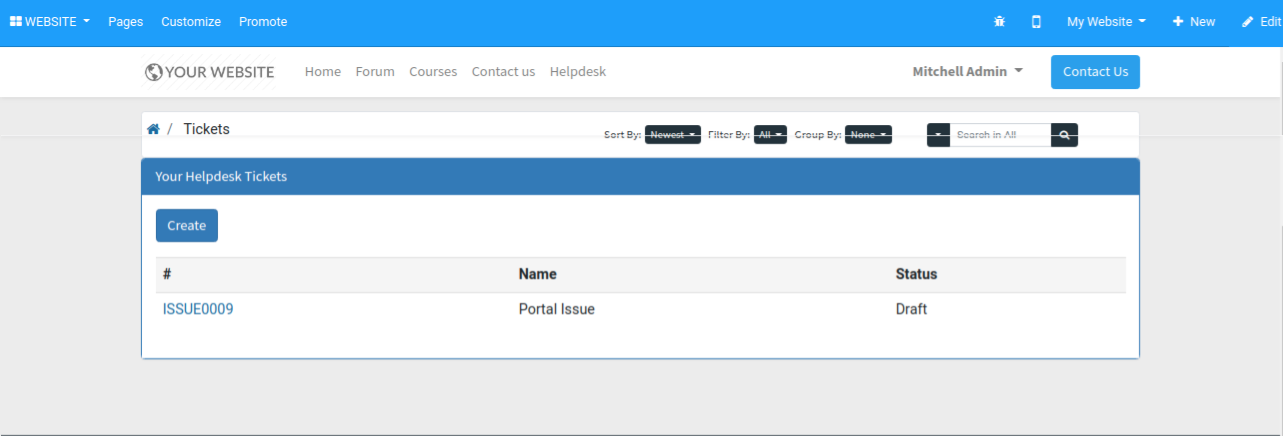 WEBSITE Pages Customize Promote My Website New Edit
YOUR WEBSITE Home Forum Courses Contact us Helpdesk Mitchell Admin Contact Us
/ Tickets Sort By: Newest Filter By: All Group By: None Search in All
Your Helpdesk Tickets
Create
# Name Status
ISSUE0009 Portal Issue Draft